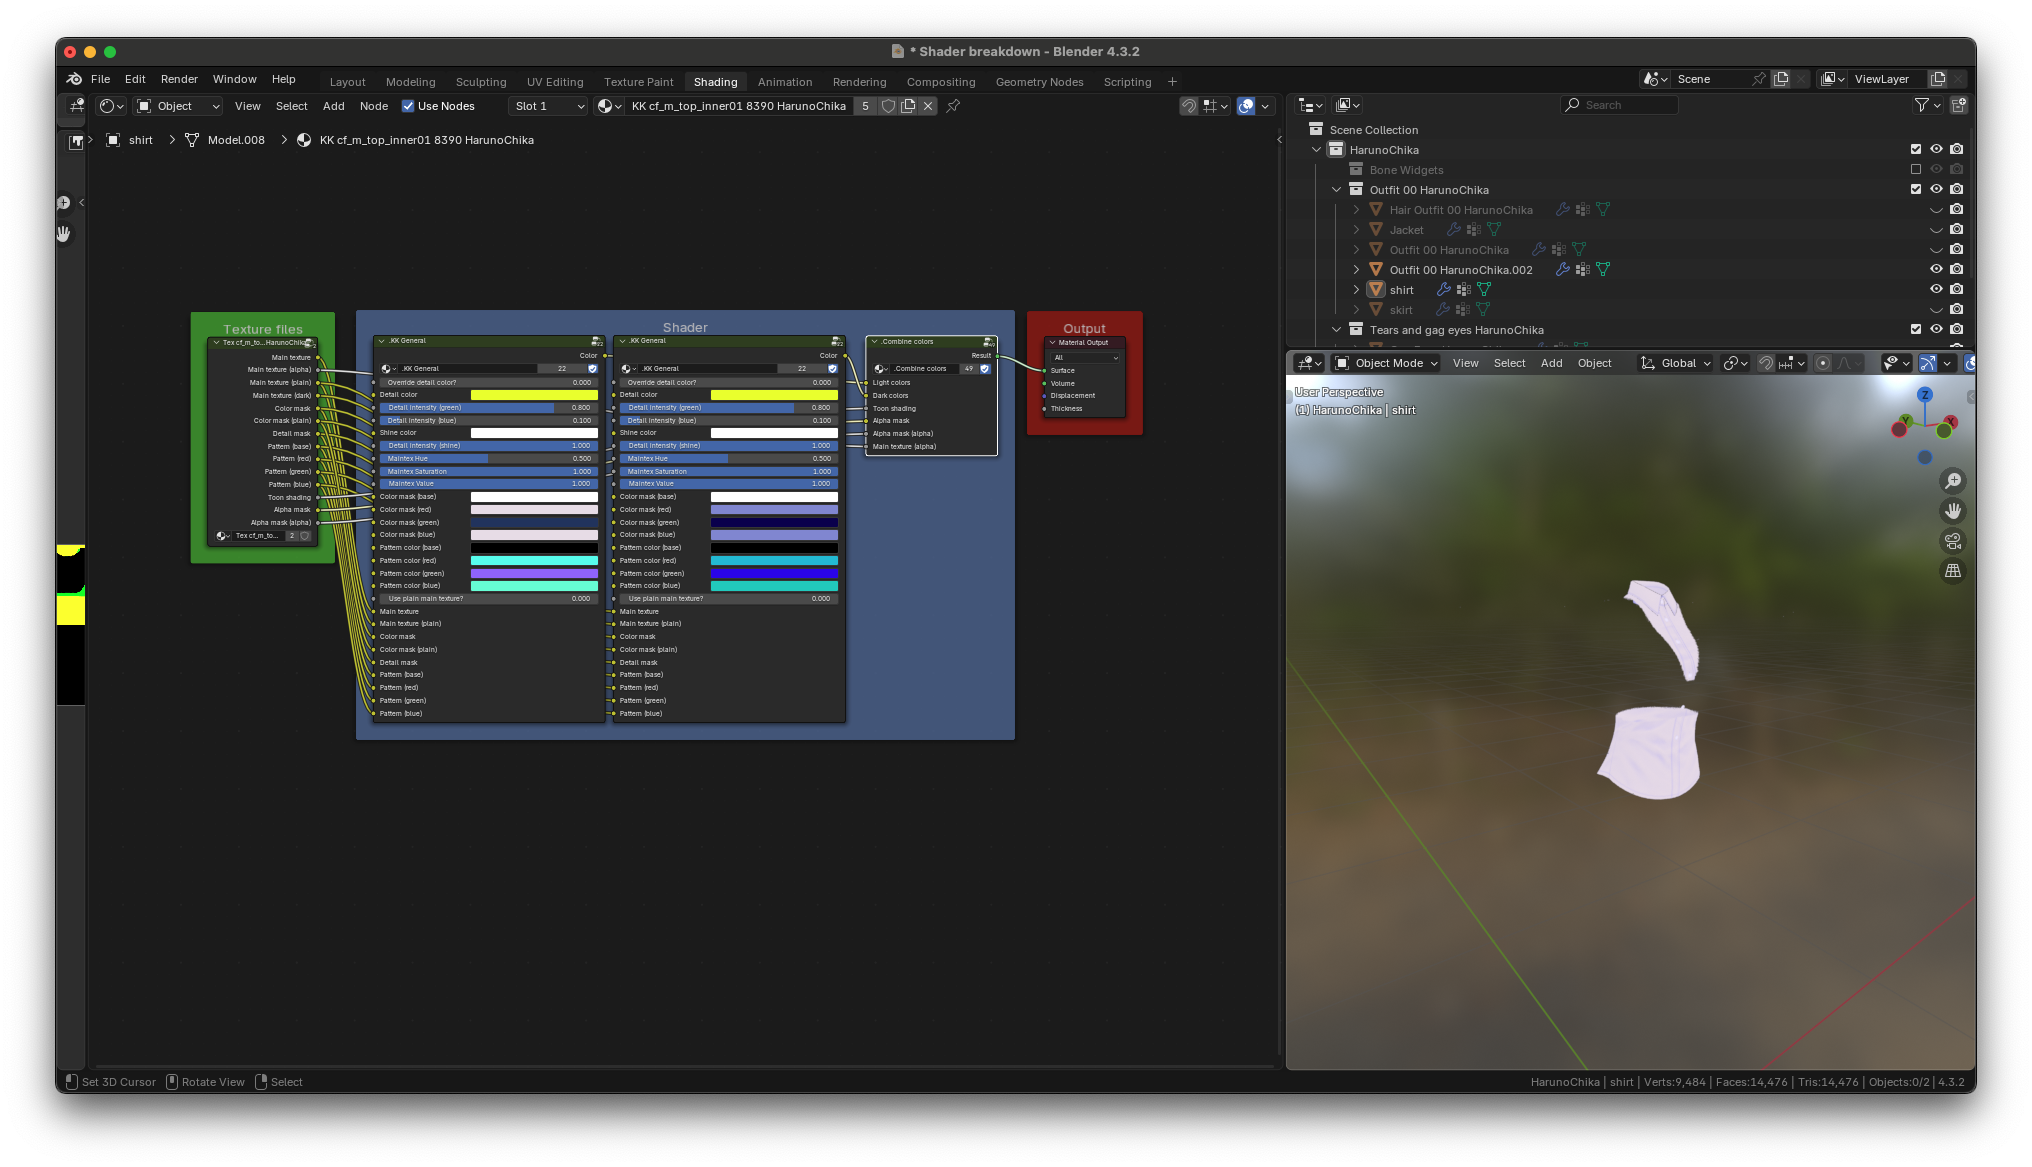 * Shader breakdown - Blender 4.3.2
File Edit Render Window Help
Layout Modeling Sculpting UV Editing Texture Paint Shading Animation Rendering Compositing Geometry Nodes Scripting +
Scene
ViewLayer
Object View Select Add Node Use Nodes Slot 1 KK cf_m_top_inner01 8390 HarunoChika 5
Search
shirt > Model.008 > KK cf_m_top_inner01 8390 HarunoChika
Scene Collection
HarunoChika
Bone Widgets
Outfit 00 HarunoChika
Hair Outfit 00 HarunoChika
Jacket
Outfit 00 HarunoChika
Outfit 00 HarunoChika.002
shirt
skirt
Tears and gag eyes HarunoChika
Texture files
Tex cf_m_to... HarunoChika
Main texture
Main texture (alpha)
Main texture (plain)
Main texture (dark)
Color mask
Color mask (plain)
Detail mask
Pattern (base)
Pattern (red)
Pattern (green)
Pattern (blue)
Toon shading
Alpha mask
Alpha mask (alpha)
Tex cf_m_to... 2
Shader
.KK General
Color
.KK General 22
Override detail color? 0.000
Detail color
Detail intensity (green) 0.800
Detail intensity (blue) 0.100
Shine color
Detail intensity (shine) 1.000
Maintex Hue 0.500
Maintex Saturation 1.000
Maintex Value 1.000
Color mask (base)
Color mask (red)
Color mask (green)
Color mask (blue)
Pattern color (base)
Pattern color (red)
Pattern color (green)
Pattern color (blue)
Use plain main texture? 0.000
Main texture
Main texture (plain)
Color mask
Color mask (plain)
Detail mask
Pattern (base)
Pattern (red)
Pattern (green)
Pattern (blue)
.KK General
Color
.KK General 22
Override detail color? 0.000
Detail color
Detail intensity (green) 0.800
Detail intensity (blue) 0.100
Shine color
Detail intensity (shine) 1.000
Maintex Hue 0.500
Maintex Saturation 1.000
Maintex Value 1.000
Color mask (base)
Color mask (red)
Color mask (green)
Color mask (blue)
Pattern color (base)
Pattern color (red)
Pattern color (green)
Pattern color (blue)
Use plain main texture? 0.000
Main texture
Main texture (plain)
Color mask
Color mask (plain)
Detail mask
Pattern (base)
Pattern (red)
Pattern (green)
Pattern (blue)
.Combine colors
Result
.Combine colors 49
Light colors
Dark colors
Toon shading
Alpha mask
Alpha mask (alpha)
Main texture (alpha)
Output
Material Output
All
Surface
Volume
Displacement
Thickness
Object Mode View Select Add Object Global
User Perspective
(1) HarunoChika | shirt
Z
Y
X
Set 3D Cursor Rotate View Select
HarunoChika | shirt | Verts:9,484 | Faces:14,476 | Tris:14,476 | Objects:0/2 | 4.3.2